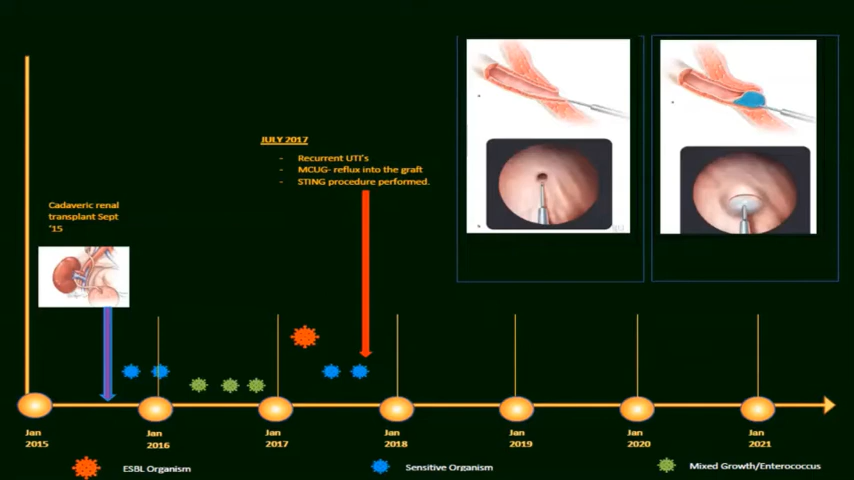 JULY 2017
- Recurrent UTI's
- MCUG- reflux into the graft
- STING procedure performed.
Cadaveric renal
transplant Sept
'15
Jan
2015
Jan
2016
Jan
2017
Jan
2018
Jan
2019
Jan
2020
Jan
2021
ESBL Organism
Sensitive Organism
Mixed Growth/Enterococcus